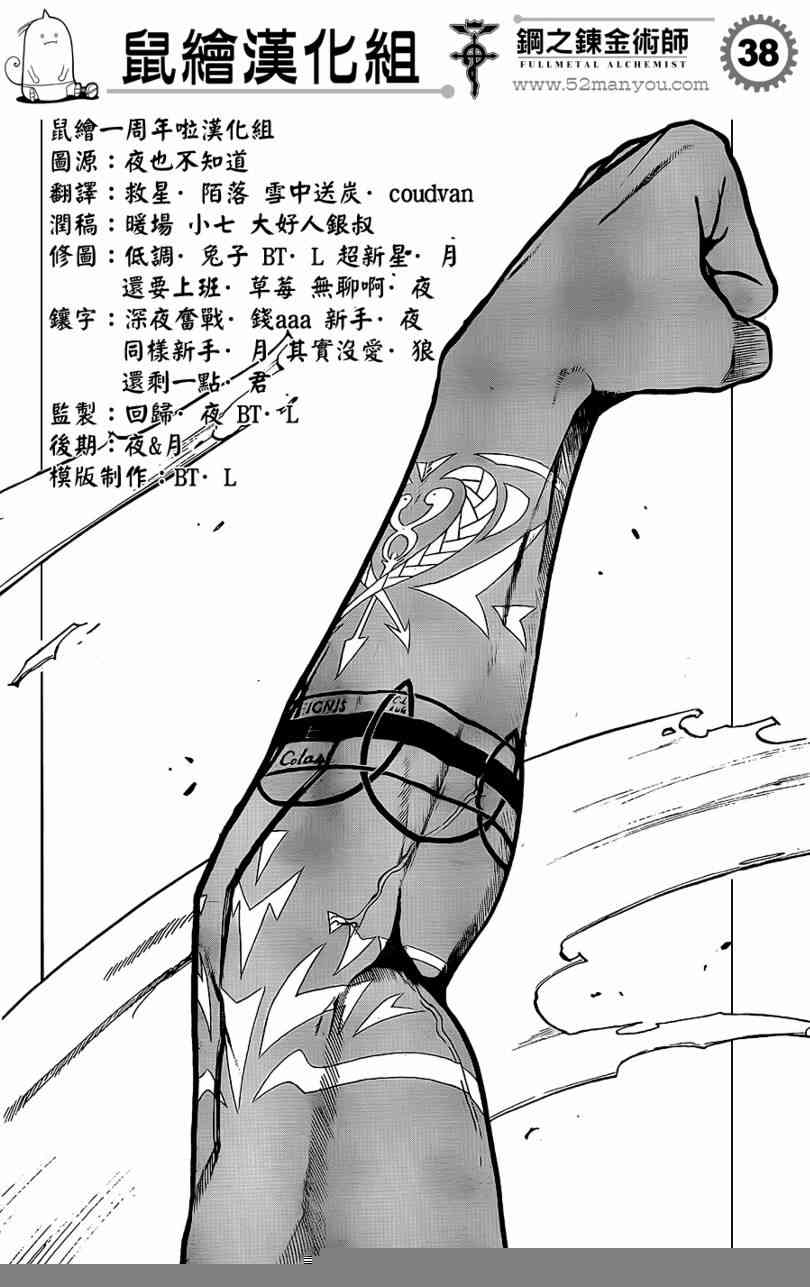 鼠繪漢化組
鋼之鍊金術師
FULLMETAL ALCHEMIST
www.52manyou.com
38
鼠繪一周年啦漢化組
圖源：夜也不知道
翻譯：救星·陌落 雪中送炭·coudvan
潤稿：暖場 小七 大好人銀叔
修圖：低調·兔子 BT·L 超新星·月
還要上班·草莓 無聊啊·夜
鑲字：深夜奮戰·錢aaa 新手·夜
同樣新手·月 其實沒愛·狼
還剩一點·君
監製：回歸·夜 BT·L
後期：夜&月
模版制作：BT·L
IGNIS
Cola